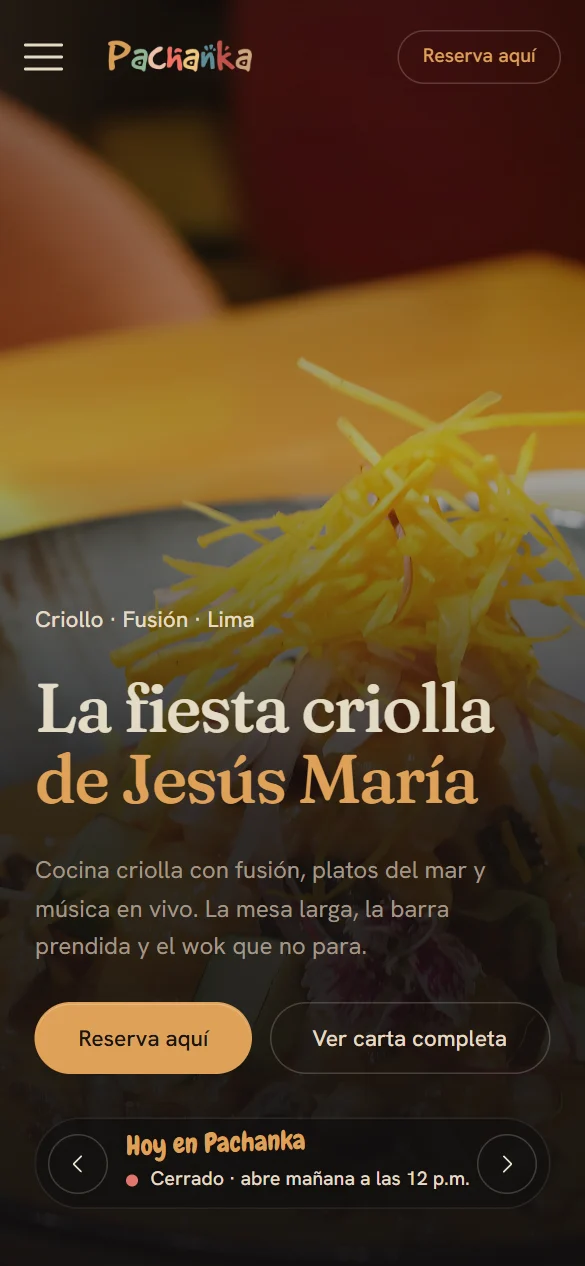 Pachanka
Reserva aquí
Criollo · Fusión · Lima
La fiesta criolla
de Jesús María
Cocina criolla con fusión, platos del mar y
música en vivo. La mesa larga, la barra
prendida y el wok que no para.
Reserva aquí
Ver carta completa
Hoy en Pachanka
Cerrado · abre mañana a las 12 p.m.